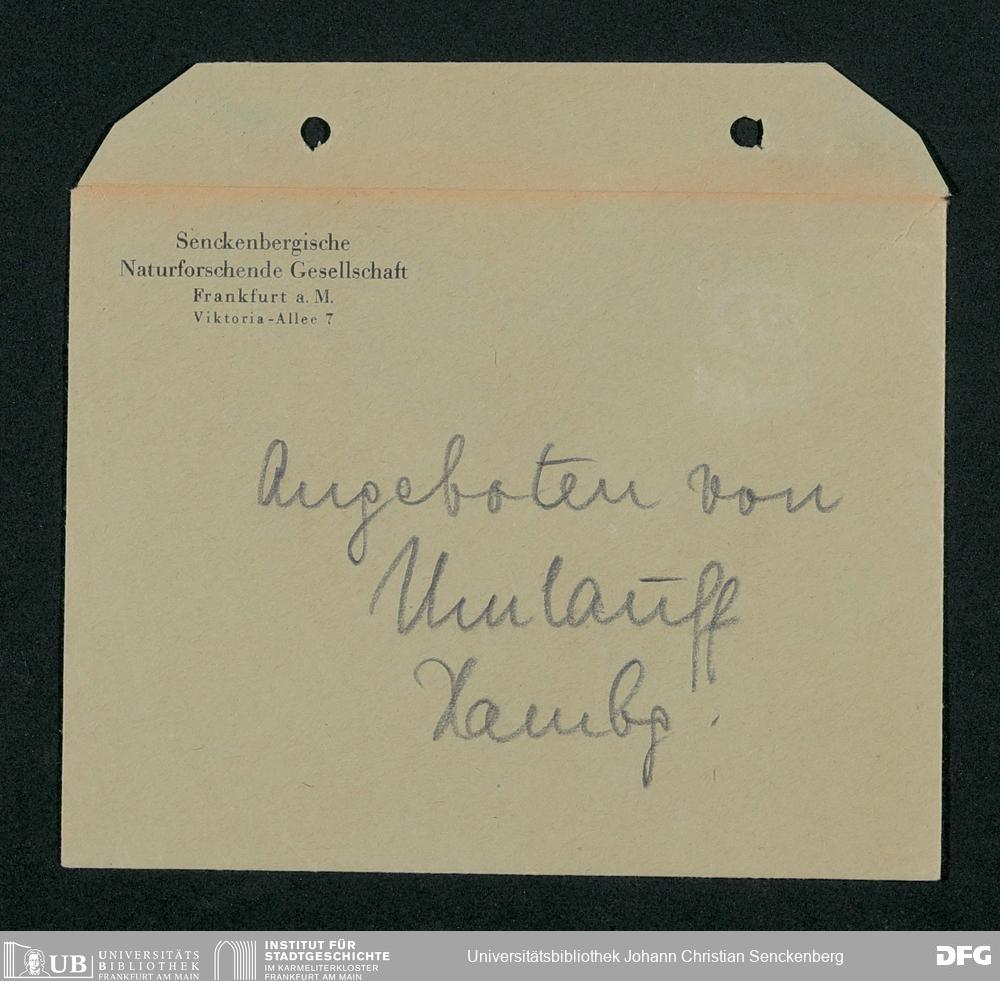 Senckenbergische
Naturforschende Gesellschaft
Frankfurt a. M.
Viktoria-Allee 7
Angeboten von
Umlauff
Hambg.
UB UNIVERSITÄTS
BIBLIOTHEK
FRANKFURT AM MAIN
INSTITUT FÜR
STADTGESCHICHTE
IM KARMELITERKLOSTER
FRANKFURT AM MAIN
Universitätsbibliothek Johann Christian Senckenberg
DFG